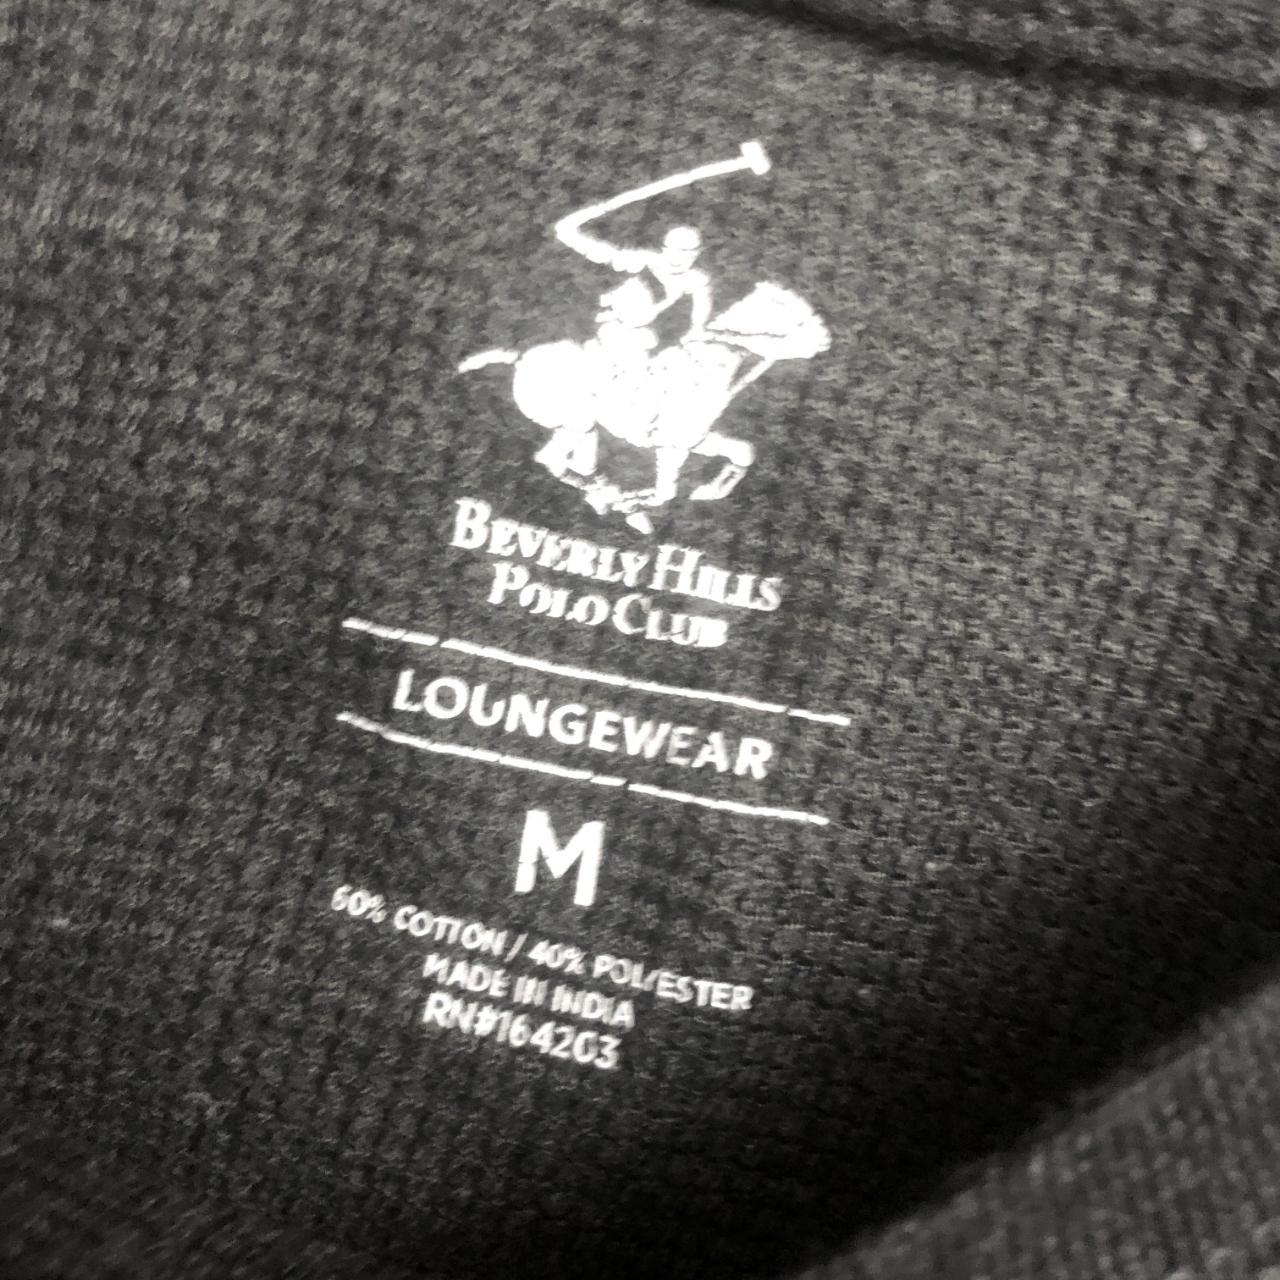 BEVERLY HILLS
POLO CLUB
LOUNGEWEAR
M
60% COTTON / 40% POLYESTER
MADE IN INDIA
RN#164203